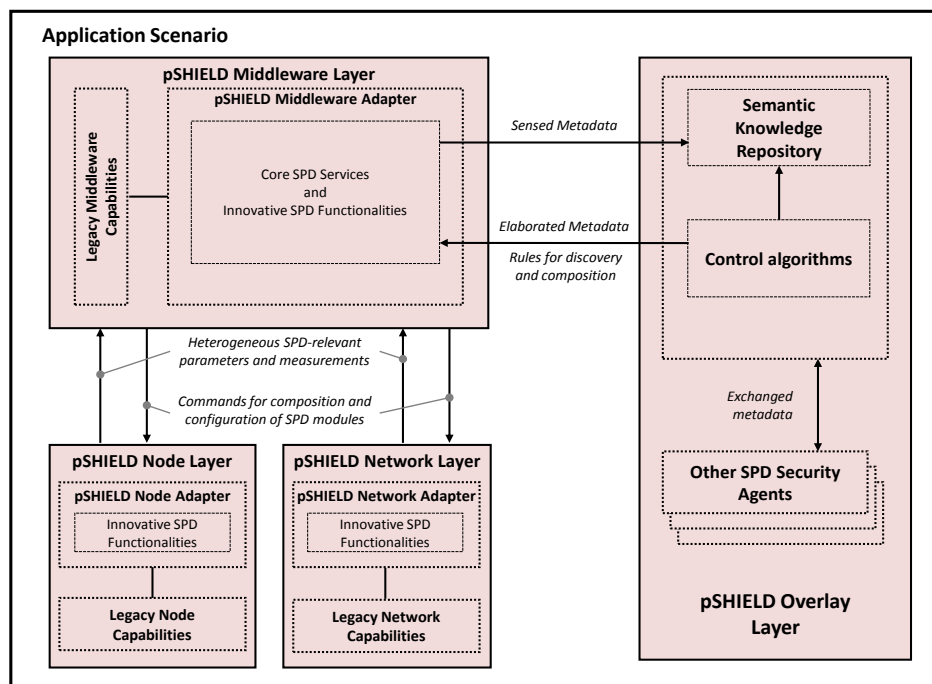 Application Scenario
pSHIELD Middleware Layer
pSHIELD Middleware Adapter
Legacy Middleware
Capabilities
Core SPD Services
and
Innovative SPD Functionalities
Sensed Metadata
Elaborated Metadata
Rules for discovery
and composition
Semantic
Knowledge
Repository
Control algorithms
Heterogeneous SPD-relevant
parameters and measurements
Commands for composition and
configuration of SPD modules
Exchanged
metadata
pSHIELD Node Layer
pSHIELD Node Adapter
Innovative SPD
Functionalities
Legacy Node
Capabilities
pSHIELD Network Layer
pSHIELD Network Adapter
Innovative SPD
Functionalities
Legacy Network
Capabilities
Other SPD Security
Agents
pSHIELD Overlay
Layer